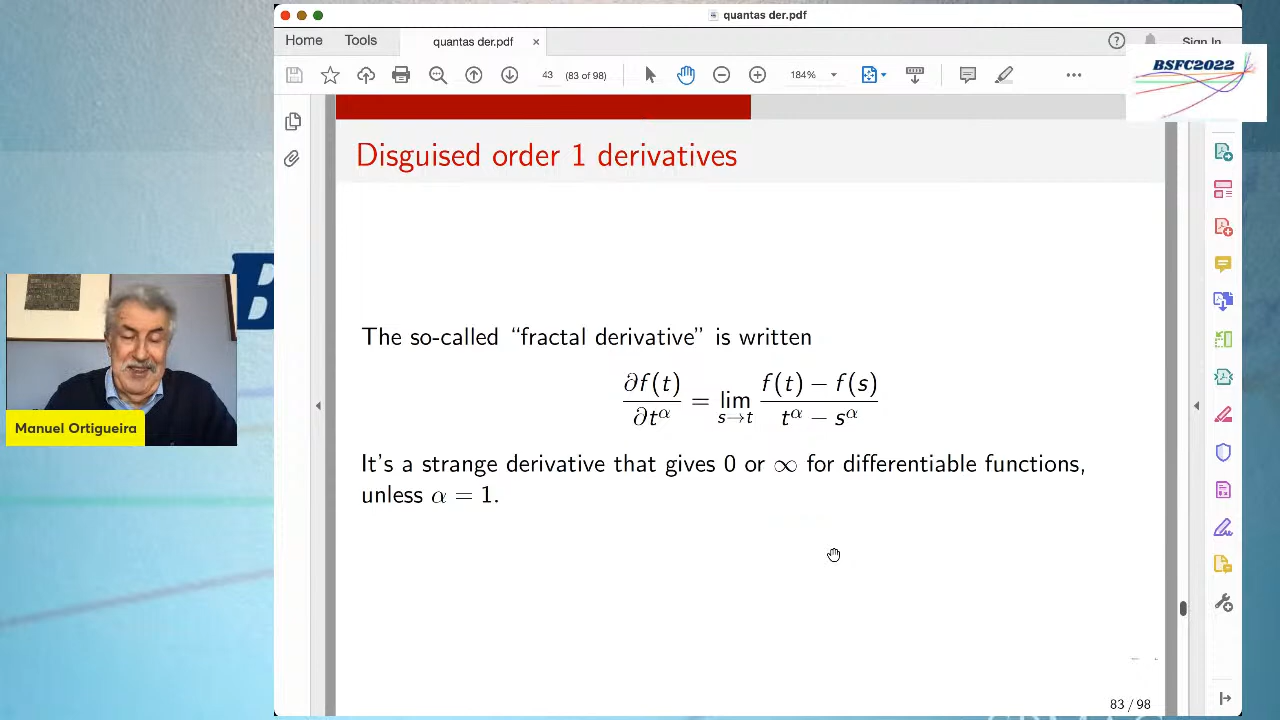 quantas der.pdf
Home
Tools
quantas der.pdf
×
?
Sign In
(83 of 98)
184%
BSFC2022
Disguised order 1 derivatives
The so-called “fractal derivative” is written
∂f(t)/∂t^α = lim_{s→t} (f(t) − f(s))/(t^α − s^α)
It's a strange derivative that gives 0 or ∞ for differentiable functions,
unless α = 1.
Manuel Ortigueira
83 / 98